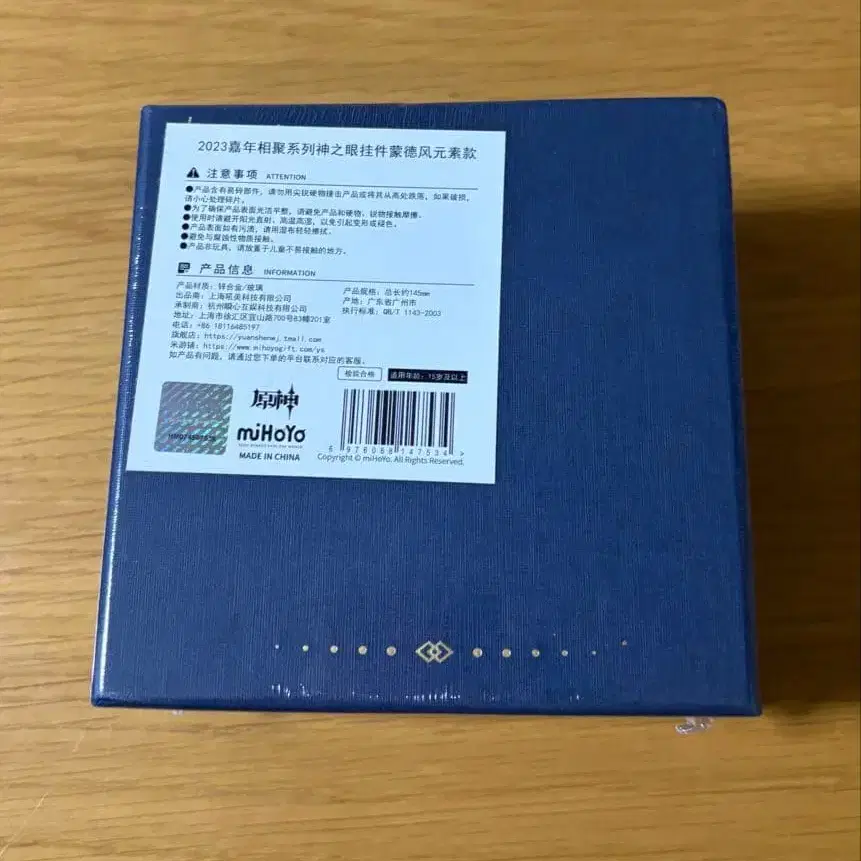 2023嘉年相聚系列神之眼挂件蒙德风元素款
注意事项 ATTENTION
●产品含有易碎部件，请勿用尖锐硬物撞击产品或将其从高处跌落，如果破损，
请小心处理碎片。
●为了确保产品表面光洁平整，请避免产品和硬物、锐物接触摩擦。
●使用时请避开阳光直射、高温高湿，以免引起变形或褪色。
●产品表面如有污渍，请用湿布轻轻擦拭。
●避免与腐蚀性物质接触。
●产品非玩具，请放置于儿童不易接触的地方。
产品信息 INFORMATION
产品材质：锌合金/玻璃
产品规格：总长约145mm
出品商：上海吼美科技有限公司
产地：广东省广州市
承制商：杭州瞬心互娱科技有限公司
执行标准：QB/T 1143-2003
地址：上海市徐汇区宜山路700号83幢201室
电话：+86 18116485197
旗舰店：https://yuanshenwj.tmall.com
米游铺：https://www.mihoyogift.com/ys
如产品有问题，请通过您下单的平台联系对应的客服。
检验合格
适用年龄：15岁及以上
原神
miHoYo
MADE IN CHINA
6 976068 147534 >
Copyright © miHoYo. All Rights Reserved.